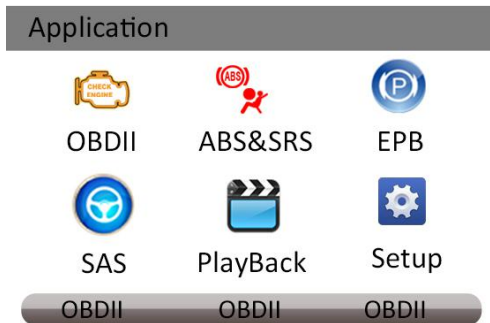 Application
CHECK
ENGINE
(ABS)
P
OBDII ABS&SRS EPB
SAS PlayBack Setup
OBDII OBDII OBDII